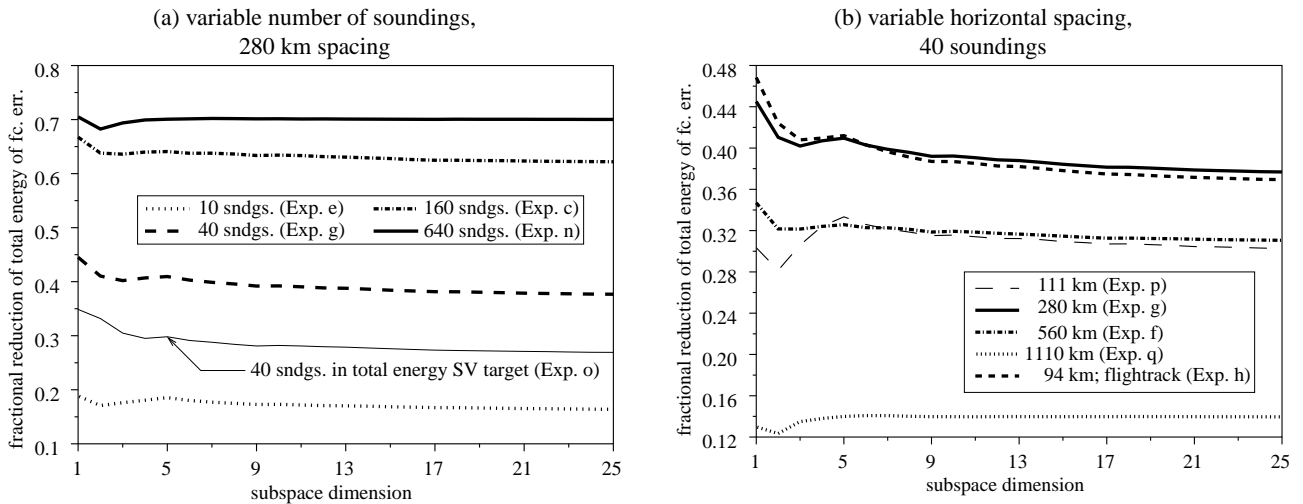 (a) variable number of soundings,
280 km spacing
fractional reduction of total energy of fc. err.
0.8
0.7
0.6
0.5
0.4
0.3
0.2
0.1
10 sndgs. (Exp. e)
160 sndgs. (Exp. c)
40 sndgs. (Exp. g)
640 sndgs. (Exp. n)
40 sndgs. in total energy SV target (Exp. o)
1 5 9 13 17 21 25
subspace dimension
(b) variable horizontal spacing,
40 soundings
fractional reduction of total energy of fc. err.
0.48
0.44
0.40
0.36
0.32
0.28
0.24
0.20
0.16
0.12
111 km (Exp. p)
280 km (Exp. g)
560 km (Exp. f)
1110 km (Exp. q)
94 km; flightrack (Exp. h)
1 5 9 13 17 21 25
subspace dimension